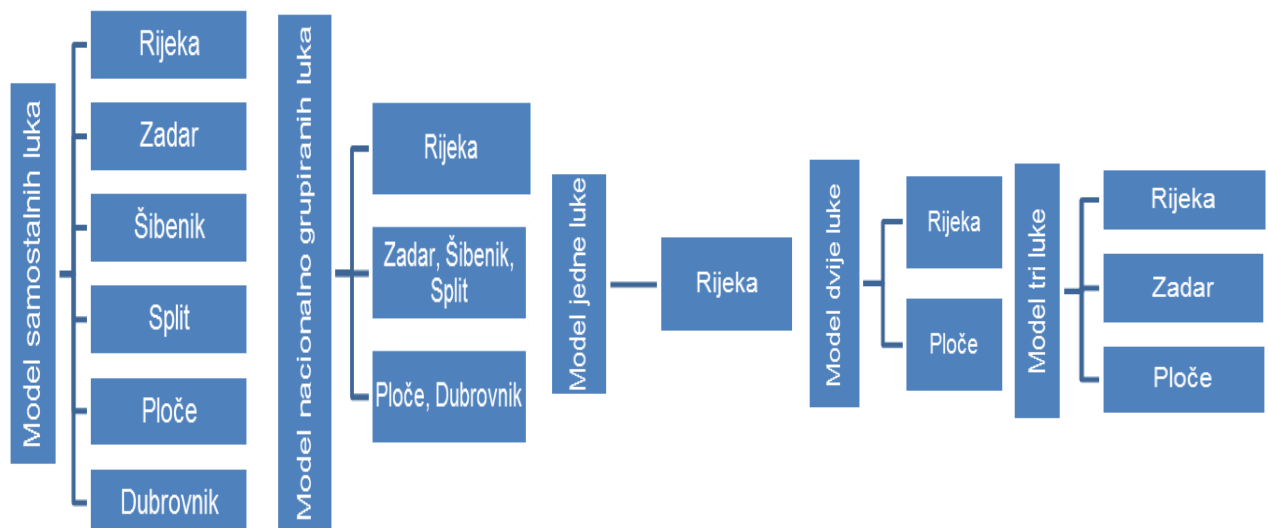 Model samostalnih luka
Rijeka
Zadar
Šibenik
Split
Ploče
Dubrovnik
Model nacionalno grupiranih luka
Rijeka
Zadar, Šibenik,
Split
Ploče, Dubrovnik
Model jedne luke
Rijeka
Model dvije luke
Rijeka
Ploče
Model tri luke
Rijeka
Zadar
Ploče